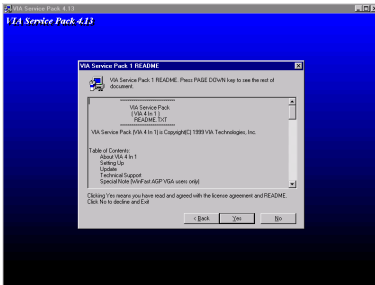 VIA Service Pack 4.13
VIA Service Pack 4.13
VIA Service Pack 1 README
VIA Service Pack 1 README. Press PAGE DOWN key to see the rest of
document.
==============================
VIA Service Pack
( VIA 4 In 1 )
README.TXT
==============================
VIA Service Pack (VIA 4 In 1) is Copyright(C) 1999 VIA Technologies, Inc.
Table of Contents:
About VIA 4 In 1
Setting Up
Update
Technical Support
Special Note (WinFast AGP VGA users only)
Clicking Yes means you have read and agreed with the license agreement and README.
Click No to decline and Exit
< Back
Yes
No